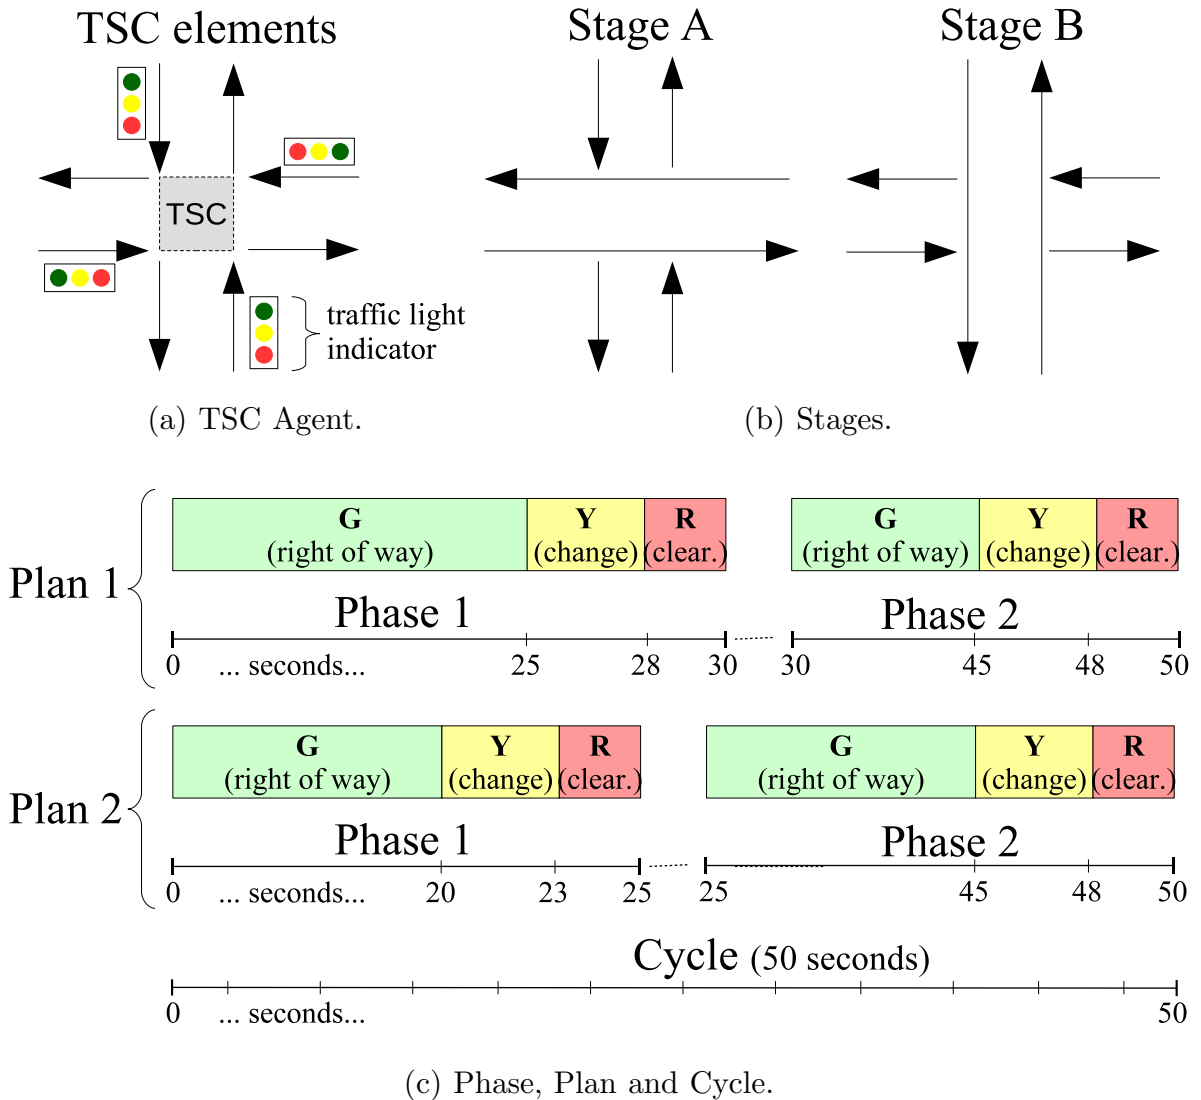 TSC elements
Stage A
Stage B
TSC
traffic light
indicator
(a) TSC Agent.
(b) Stages.
Plan 1
G
(right of way)
Y
(change)
R
(clear.)
G
(right of way)
Y
(change)
R
(clear.)
Phase 1
Phase 2
0 ... seconds... 25 28 30
30 45 48 50
Plan 2
G
(right of way)
Y
(change)
R
(clear.)
G
(right of way)
Y
(change)
R
(clear.)
Phase 1
Phase 2
0 ... seconds... 20 23 25
25 45 48 50
Cycle (50 seconds)
0 ... seconds... 50
(c) Phase, Plan and Cycle.